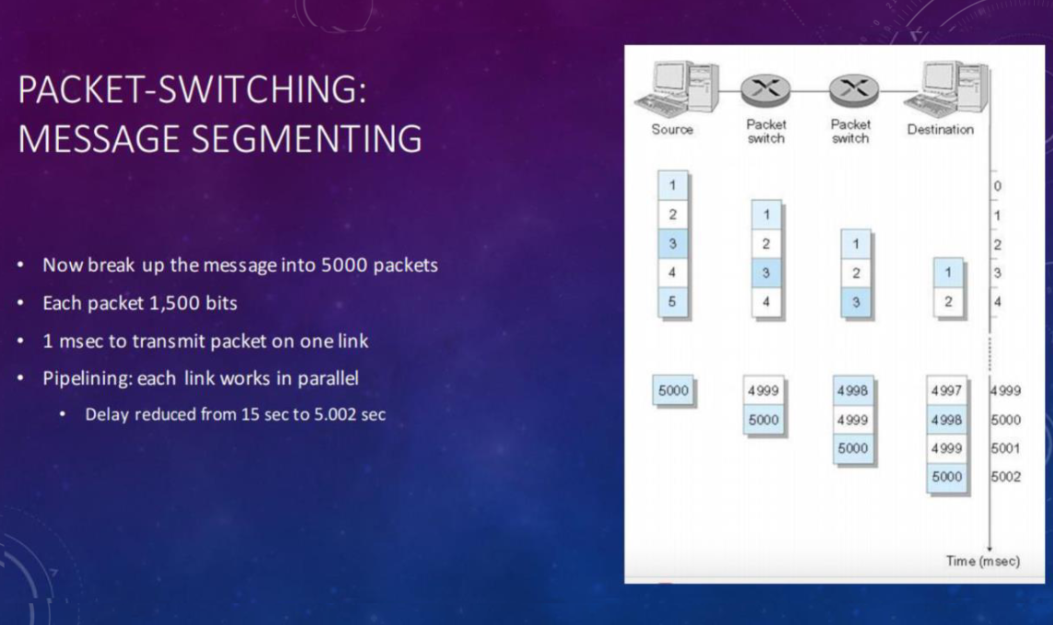 PACKET-SWITCHING:
MESSAGE SEGMENTING
• Now break up the message into 5000 packets
• Each packet 1,500 bits
• 1 msec to transmit packet on one link
• Pipelining: each link works in parallel
• Delay reduced from 15 sec to 5.002 sec
Source Packet switch Packet switch Destination
1 0
2 1 1
3 2 1 2
4 3 2 1 3
5 4 3 2 4
5000 4999 4998 4997 4999
5000 4999 4998 5000
5000 4999 5001
5000 5002
Time (msec)